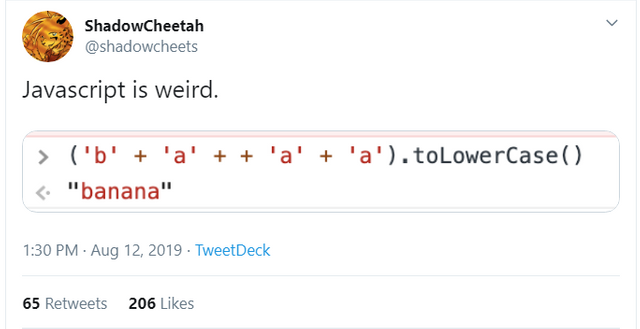 ShadowCheetah
@shadowcheets
Javascript is weird.
> ('b' + 'a' + + 'a' + 'a').toLowerCase()
"banana"
1:30 PM · Aug 12, 2019 · TweetDeck
65 Retweets 206 Likes